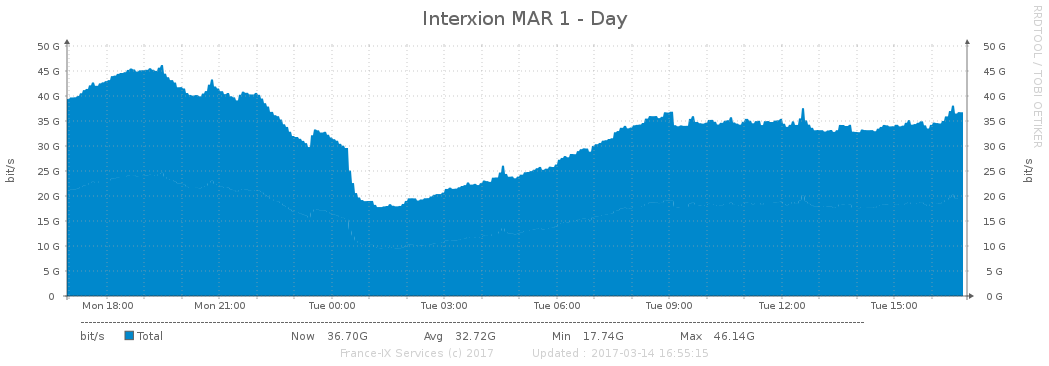 Interxion MAR 1 - Day
RRDTOOL / TOBI OETIKER
50 G 50 G
45 G 45 G
40 G 40 G
35 G 35 G
30 G 30 G
25 G 25 G
20 G 20 G
15 G 15 G
10 G 10 G
5 G 5 G
0 0 G
bit/s
bit/s
Mon 18:00 Mon 21:00 Tue 00:00 Tue 03:00 Tue 06:00 Tue 09:00 Tue 12:00 Tue 15:00
bit/s Total Now 36.70G Avg 32.72G Min 17.74G Max 46.14G
France-IX Services (c) 2017 Updated : 2017-03-14 16:55:15